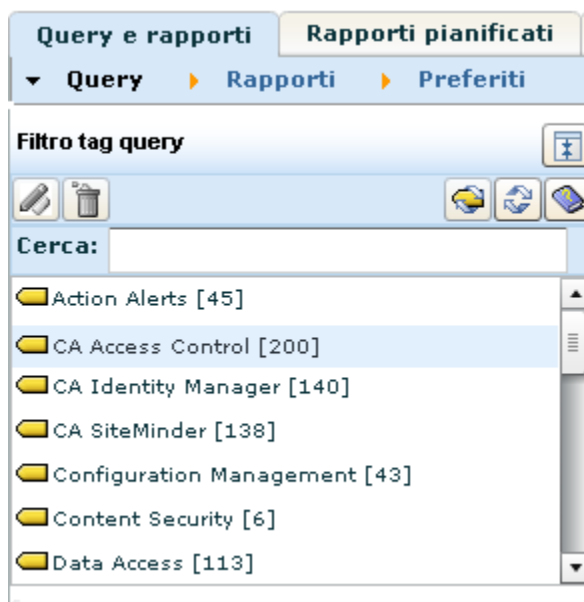 Query e rapporti Rapporti pianificati
Query Rapporti Preferiti
Filtro tag query
Cerca:
Action Alerts [45]
CA Access Control [200]
CA Identity Manager [140]
CA SiteMinder [138]
Configuration Management [43]
Content Security [6]
Data Access [113]